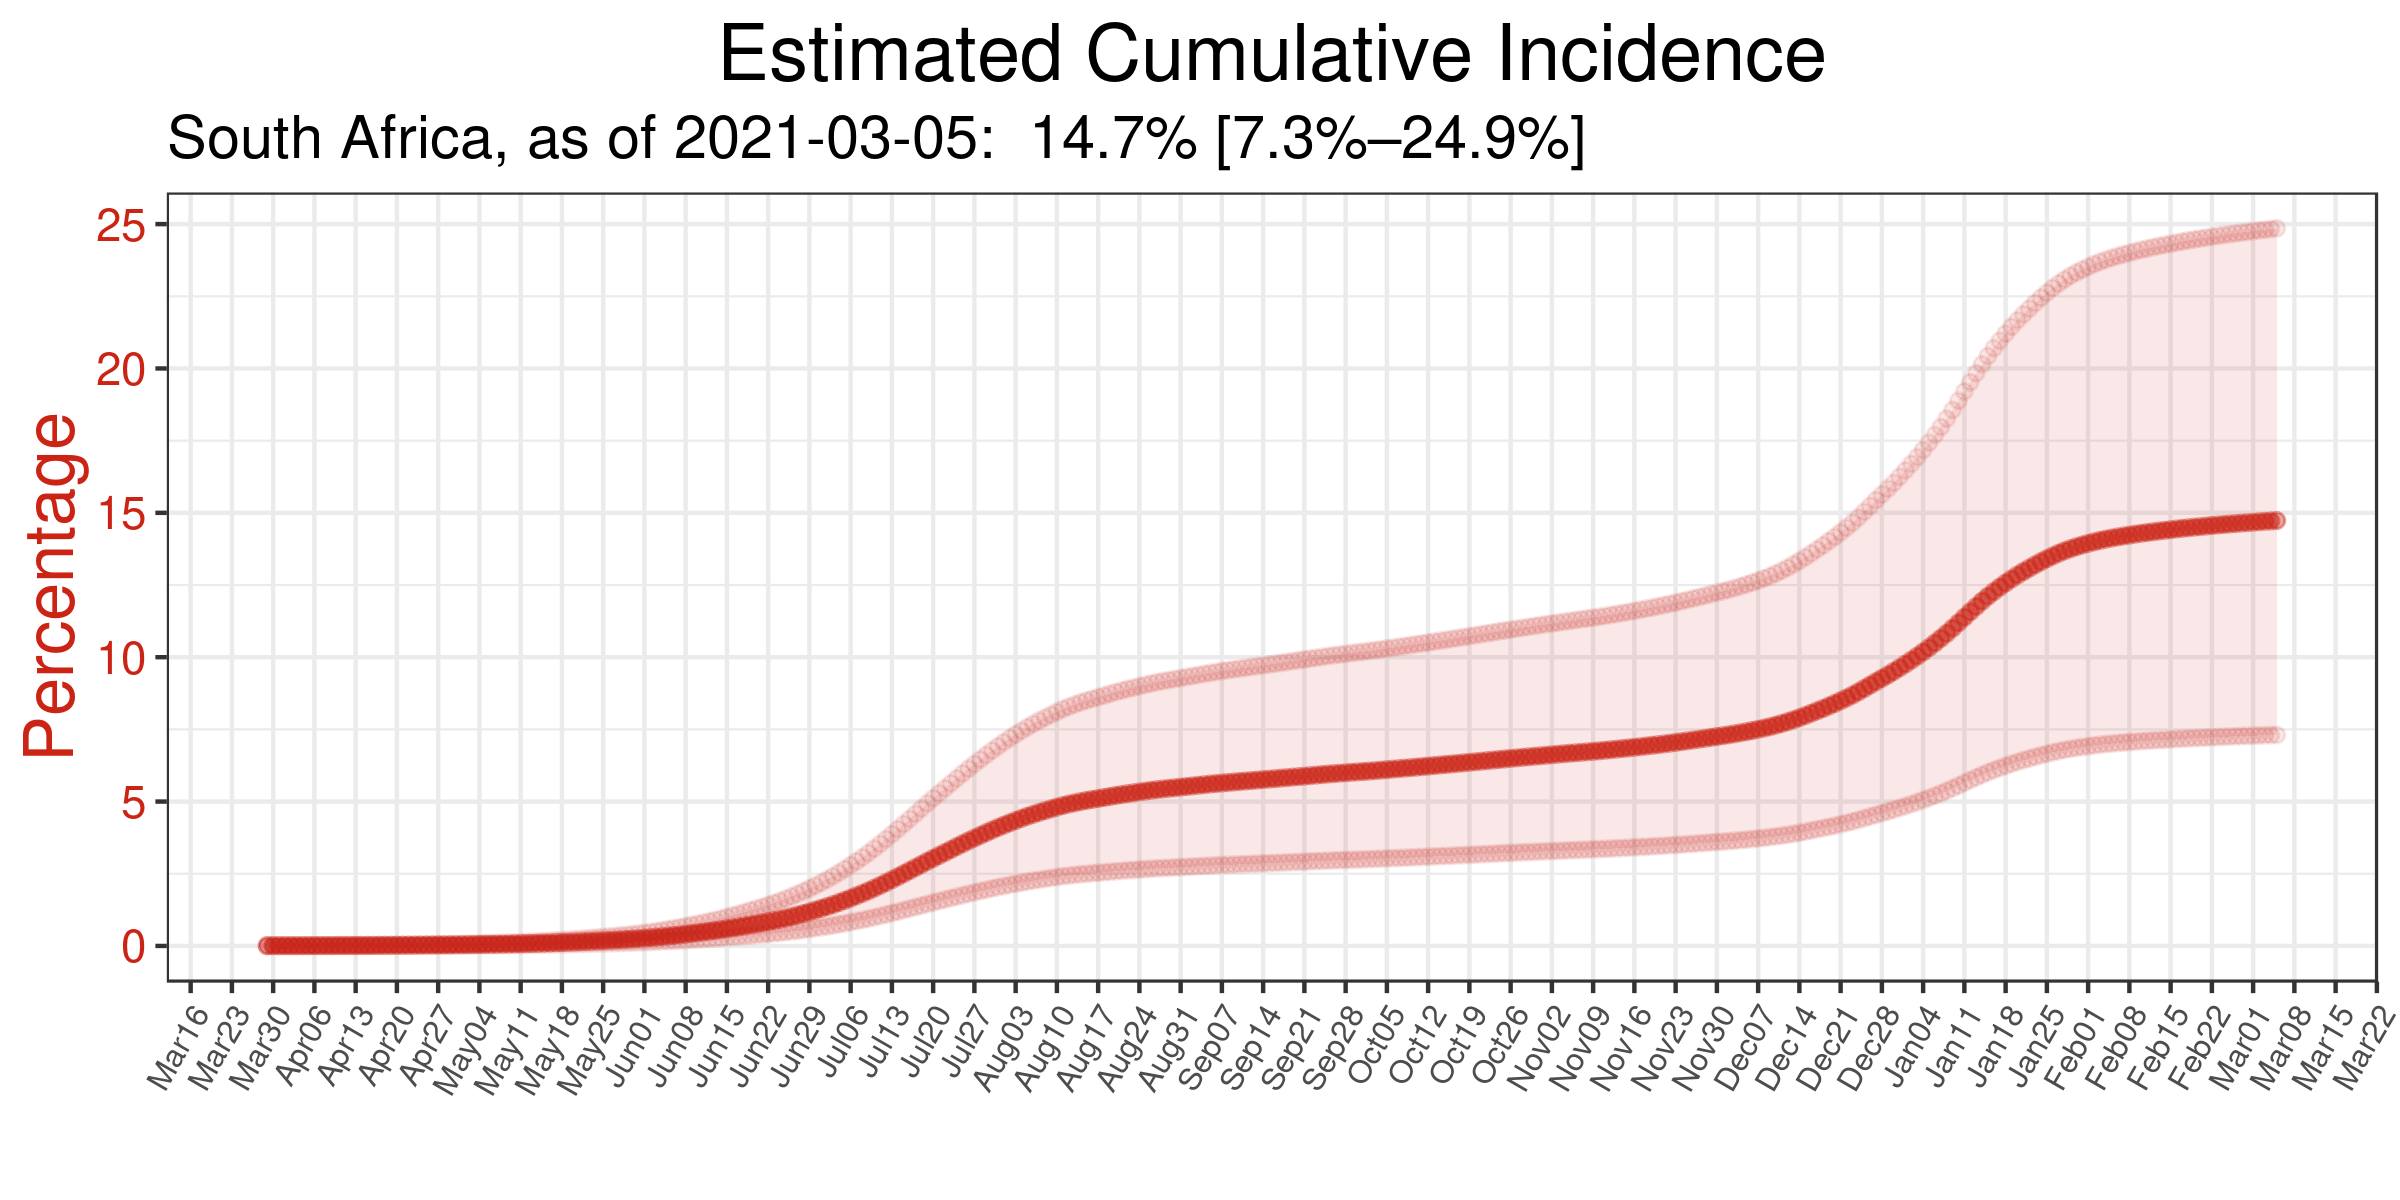 Estimated Cumulative Incidence
South Africa, as of 2021-03-05:  14.7% [7.3%–24.9%]
Percentage
25
20
15
10
5
0
Mar16
Mar23
Mar30
Apr06
Apr13
Apr20
Apr27
May04
May11
May18
May25
Jun01
Jun08
Jun15
Jun22
Jun29
Jul06
Jul13
Jul20
Jul27
Aug03
Aug10
Aug17
Aug24
Aug31
Sep07
Sep14
Sep21
Sep28
Oct05
Oct12
Oct19
Oct26
Nov02
Nov09
Nov16
Nov23
Nov30
Dec07
Dec14
Dec21
Dec28
Jan04
Jan11
Jan18
Jan25
Feb01
Feb08
Feb15
Feb22
Mar01
Mar08
Mar15
Mar22